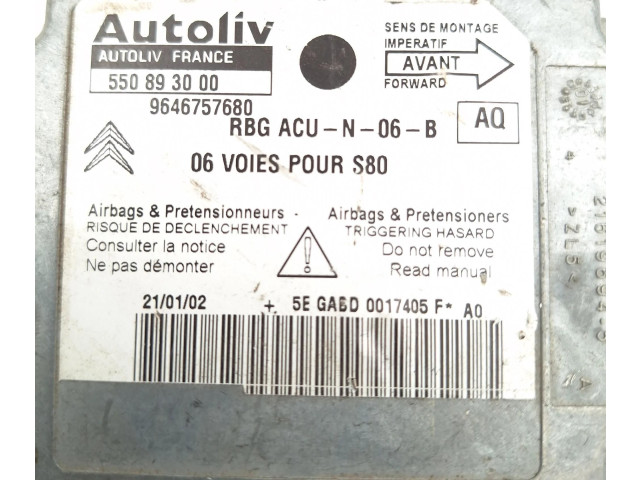 Autoliv
AUTOLIV FRANCE
550 89 30 00
9646757680
SENS DE MONTAGE
IMPERATIF
AVANT
FORWARD
RBG ACU-N-06-B
AQ
06 VOIES POUR S80
Airbags & Pretensionneurs -
RISQUE DE DECLENCHEMENT
Consulter la notice
Ne pas démonter
Airbags & Pretensioners
TRIGGERING HASARD
Do not remove
Read manual
21/01/02 + 5E GABD 0017405 F* A0